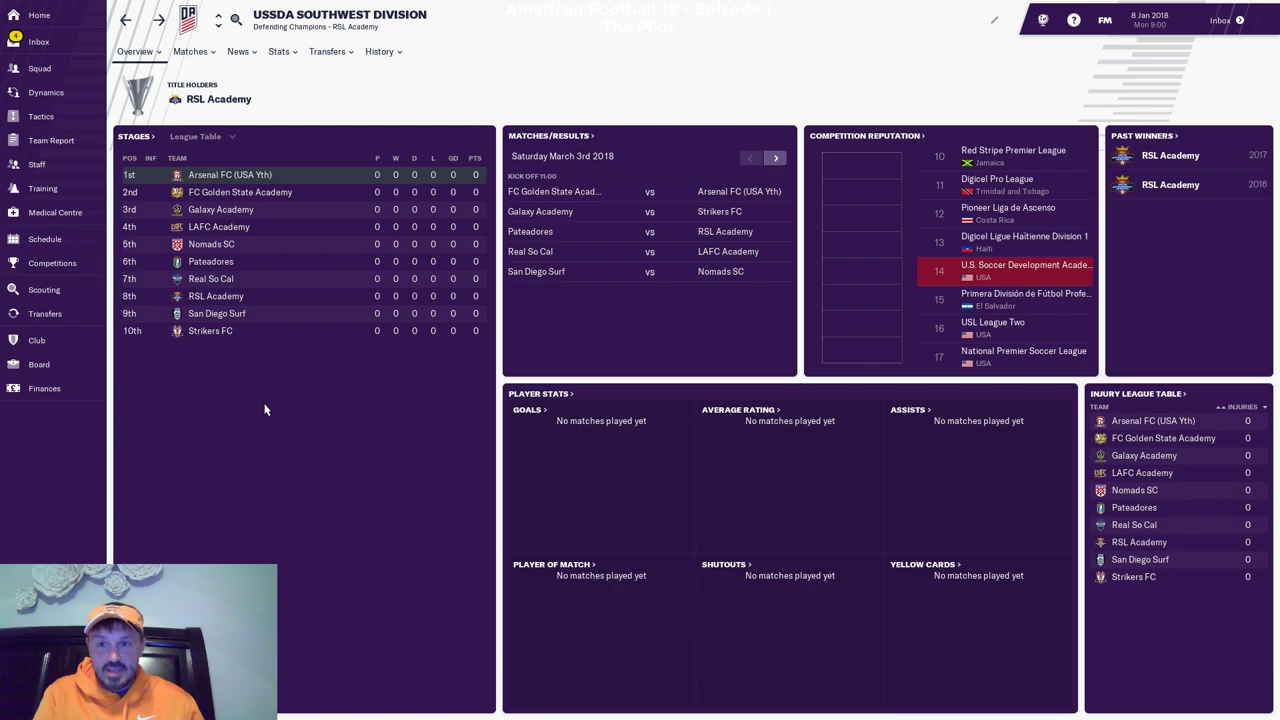 Home
4
Inbox
Squad
Dynamics
Tactics
Team Report
Staff
Training
Medical Centre
Schedule
Competitions
Scouting
Transfers
Club
Board
Finances
USSDA SOUTHWEST DIVISION
Defending Champions - RSL Academy
American Football 19 - Episode 1
The Pilot
FM
8 Jan 2018
Mon 9:00
Inbox
Overview Matches News Stats Transfers History
TITLE HOLDERS
RSL Academy
STAGES League Table
POS INF TEAM P W D L GD PTS
1st Arsenal FC (USA Yth) 0 0 0 0 0 0
2nd FC Golden State Academy 0 0 0 0 0 0
3rd Galaxy Academy 0 0 0 0 0 0
4th LAFC Academy 0 0 0 0 0 0
5th Nomads SC 0 0 0 0 0 0
6th Pateadores 0 0 0 0 0 0
7th Real So Cal 0 0 0 0 0 0
8th RSL Academy 0 0 0 0 0 0
9th San Diego Surf 0 0 0 0 0 0
10th Strikers FC 0 0 0 0 0 0
MATCHES/RESULTS
Saturday March 3rd 2018
KICK OFF 11:00
FC Golden State Acad... vs Arsenal FC (USA Yth)
Galaxy Academy vs Strikers FC
Pateadores vs RSL Academy
Real So Cal vs LAFC Academy
San Diego Surf vs Nomads SC
COMPETITION REPUTATION
10 Red Stripe Premier League
Jamaica
11 Digicel Pro League
Trinidad and Tobago
12 Pioneer Liga de Ascenso
Costa Rica
13 Digicel Ligue Haïtienne Division 1
Haiti
14 U.S. Soccer Development Acade...
USA
15 Primera División de Fútbol Profe...
El Salvador
16 USL League Two
USA
17 National Premier Soccer League
USA
PAST WINNERS
RSL Academy 2017
RSL Academy 2016
PLAYER STATS
GOALS
No matches played yet
AVERAGE RATING
No matches played yet
ASSISTS
No matches played yet
PLAYER OF MATCH
No matches played yet
SHUTOUTS
No matches played yet
YELLOW CARDS
No matches played yet
INJURY LEAGUE TABLE
TEAM INJURIES
Arsenal FC (USA Yth) 0
FC Golden State Academy 0
Galaxy Academy 0
LAFC Academy 0
Nomads SC 0
Pateadores 0
Real So Cal 0
RSL Academy 0
San Diego Surf 0
Strikers FC 0